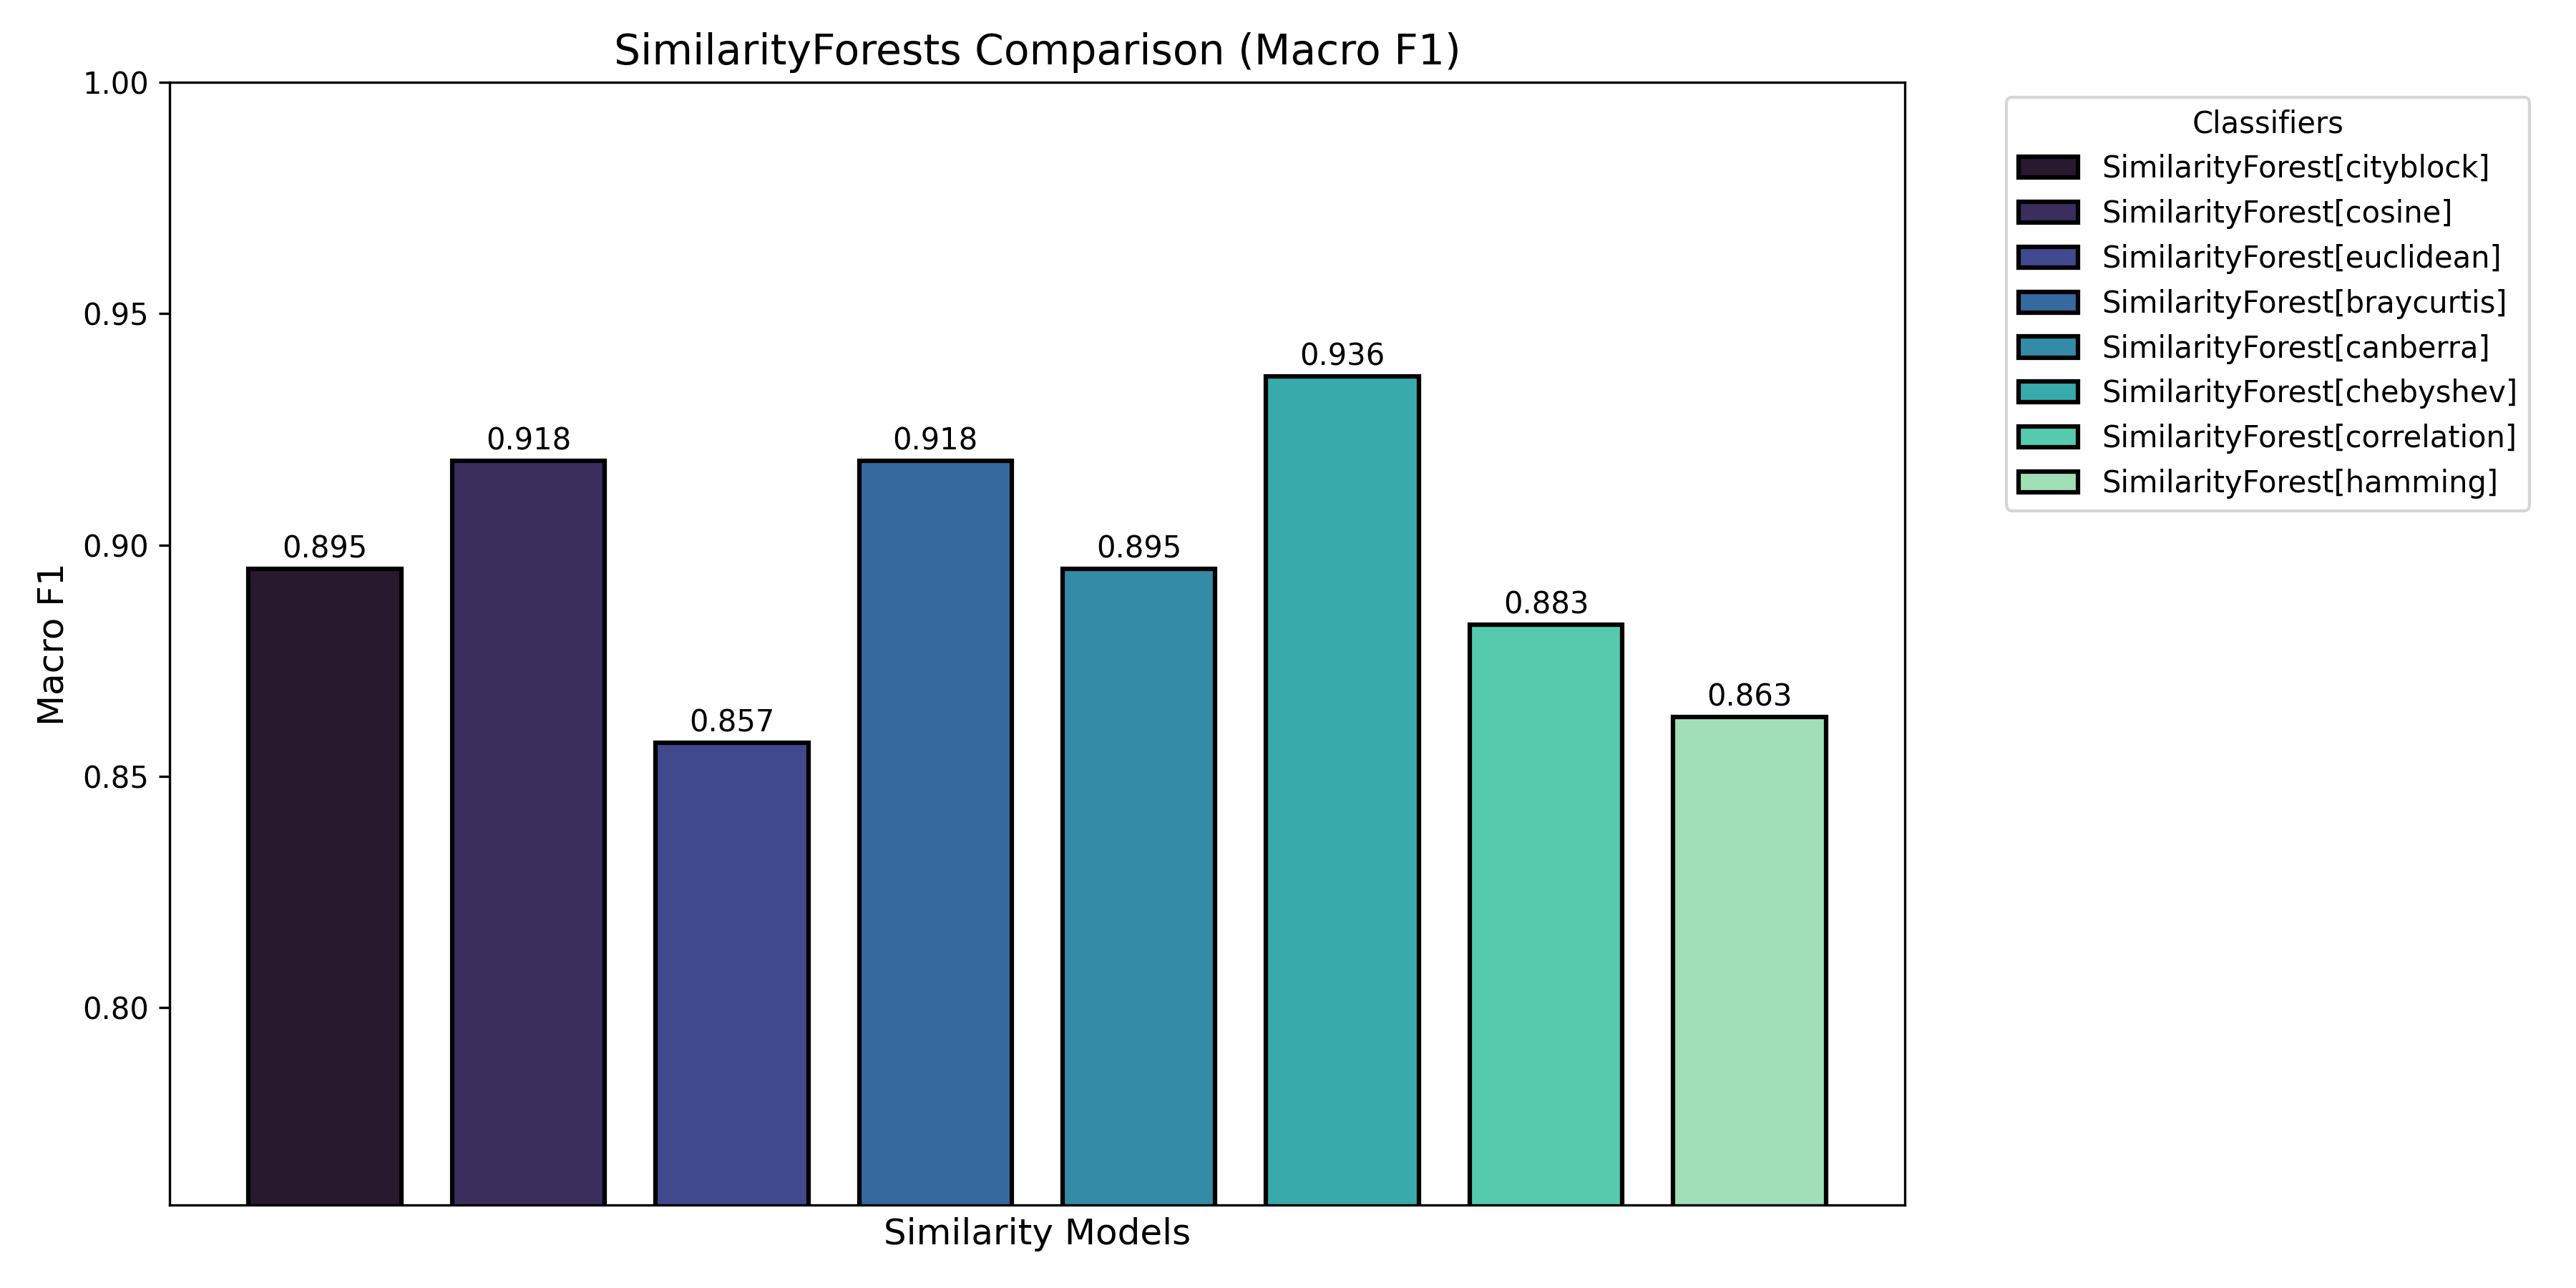 SimilarityForests Comparison (Macro F1)
Macro F1
1.00
0.95
0.90
0.85
0.80
0.895
0.918
0.857
0.918
0.895
0.936
0.883
0.863
Similarity Models
Classifiers
SimilarityForest[cityblock]
SimilarityForest[cosine]
SimilarityForest[euclidean]
SimilarityForest[braycurtis]
SimilarityForest[canberra]
SimilarityForest[chebyshev]
SimilarityForest[correlation]
SimilarityForest[hamming]